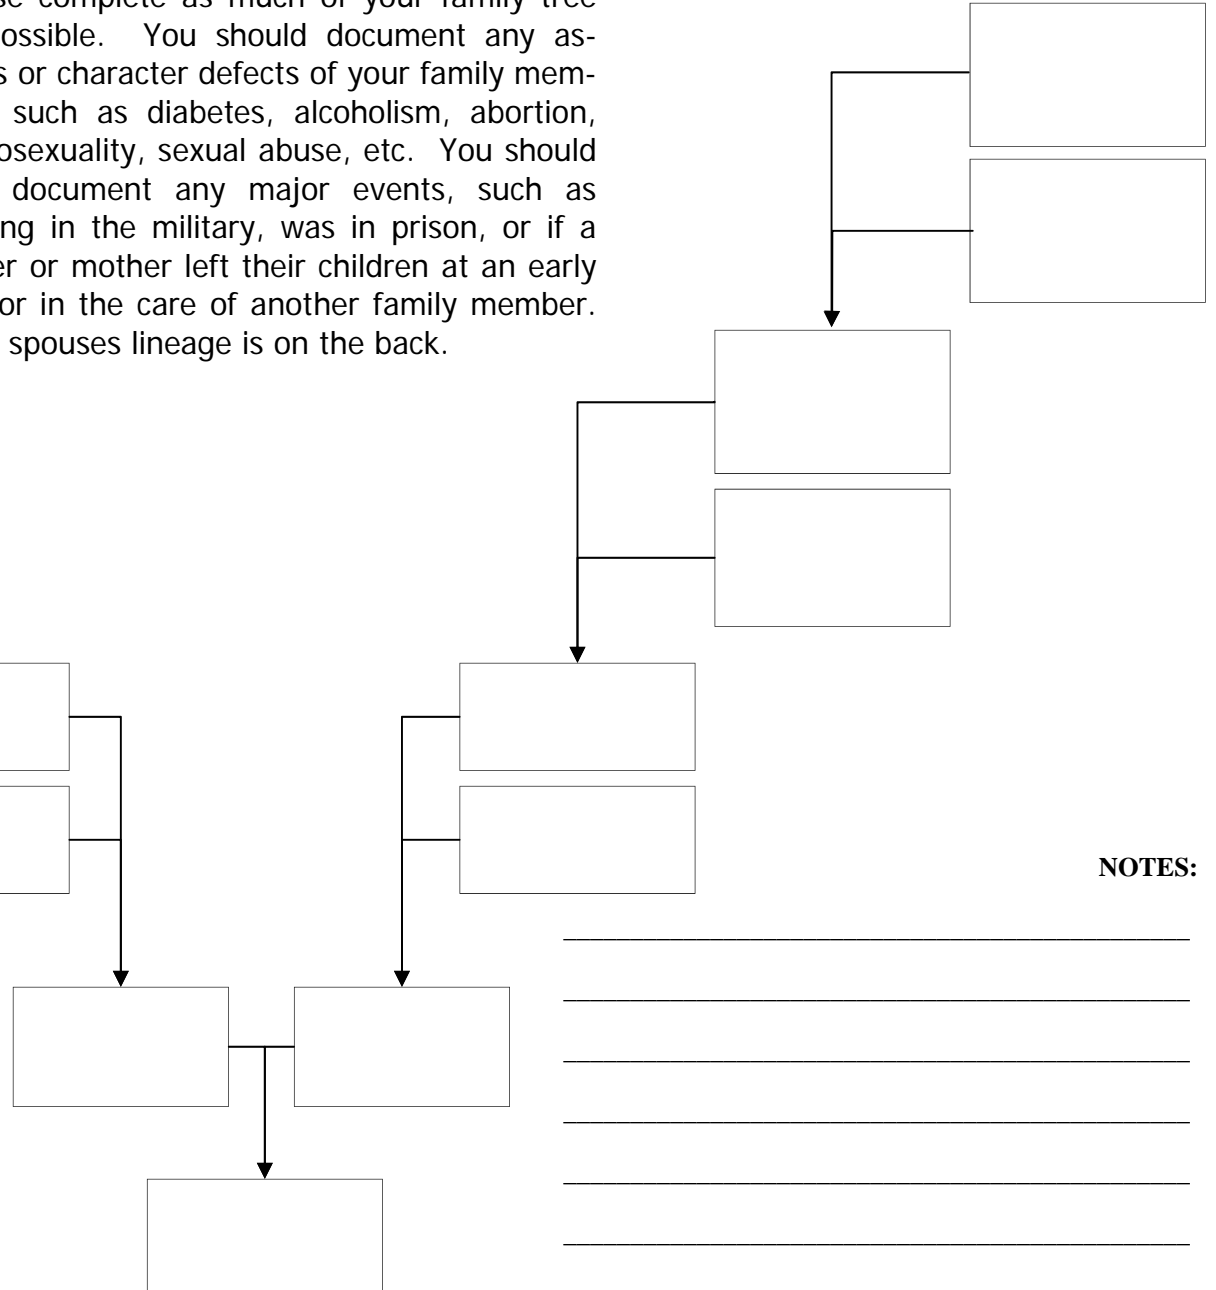 se complete as much of your family tree
ossible. You should document any as-
s or character defects of your family mem-
such as diabetes, alcoholism, abortion,
osexuality, sexual abuse, etc. You should
document any major events, such as
ng in the military, was in prison, or if a
er or mother left their children at an early
or in the care of another family member.
spouses lineage is on the back.
NOTES: